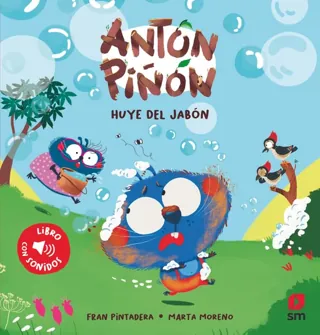 ANTÓN
PIÑÓN
HUYE DEL JABÓN
LIBRO
CON SONIDOS
FRAN PINTADERA • MARTA MORENO
sm